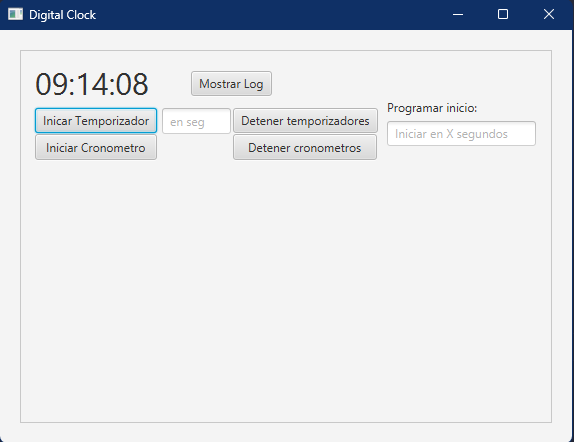 Digital Clock
09:14:08
Mostrar Log
Inicar Temporizador
en seg
Detener temporizadores
Programar inicio:
Iniciar en X segundos
Iniciar Cronometro
Detener cronometros